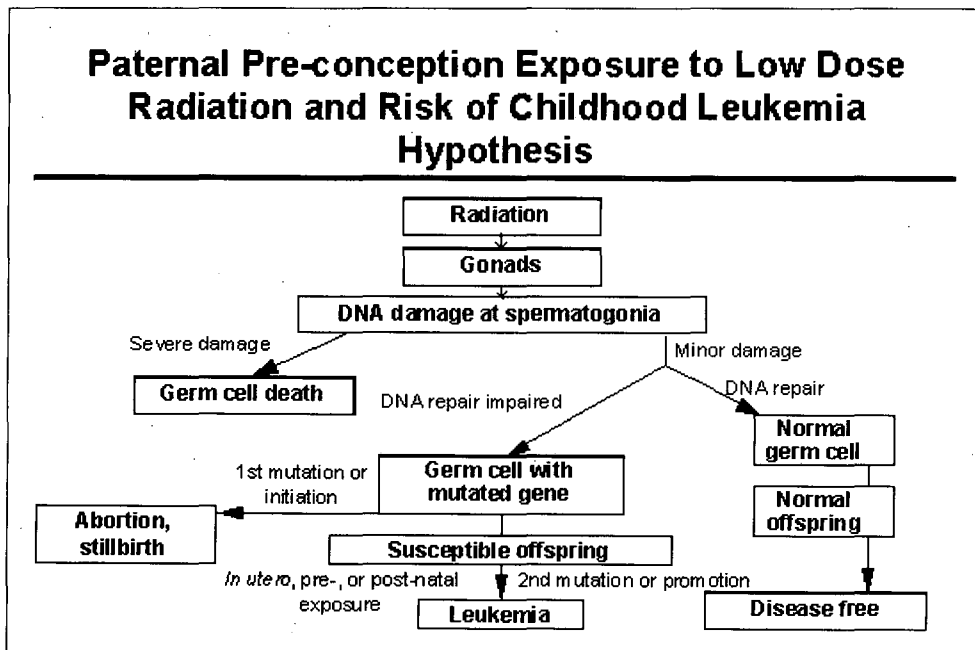 Paternal Pre-conception Exposure to Low Dose
Radiation and Risk of Childhood Leukemia
Hypothesis
Radiation
Gonads
DNA damage at spermatogonia
Severe damage
Minor damage
Germ cell death
DNA repair impaired
DNA repair
Normal
germ cell
1st mutation or
initiation
Germ cell with
mutated gene
Normal
offspring
Abortion,
stillbirth
Susceptible offspring
In utero, pre-, or post-natal
exposure
2nd mutation or promotion
Leukemia
Disease free